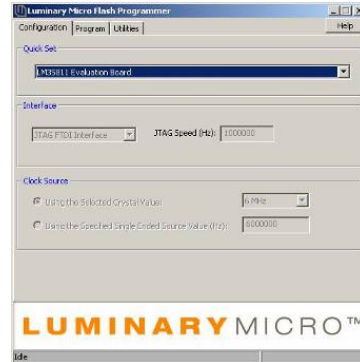 Luminary Micro Flash Programmer
Configuration Program Utilities Help
Quick Set
LM3S811 Evaluation Board
Interface
JTAG FTDI Interface JTAG Speed (Hz): 1000000
Clock Source
Using the Selected Crystal Value: 6 MHz
Using the Specified Single Ended Source Value (Hz): 6000000
LUMINARYMICRO™
Idle